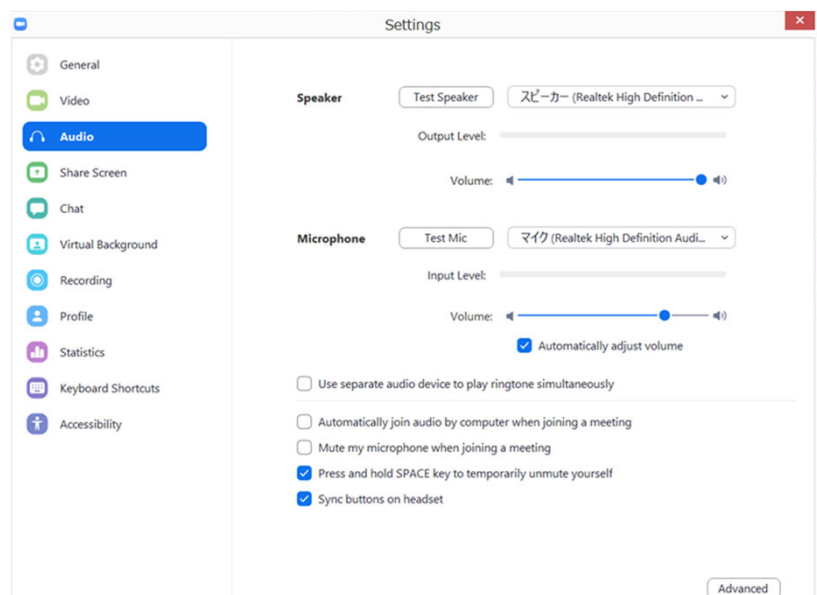 Settings
General
Video
Audio
Share Screen
Chat
Virtual Background
Recording
Profile
Statistics
Keyboard Shortcuts
Accessibility
Speaker Test Speaker スピーカー (Realtek High Definition ...
Output Level:
Volume:
Microphone Test Mic マイク (Realtek High Definition Audi...
Input Level:
Volume:
Automatically adjust volume
Use separate audio device to play ringtone simultaneously
Automatically join audio by computer when joining a meeting
Mute my microphone when joining a meeting
Press and hold SPACE key to temporarily unmute yourself
Sync buttons on headset
Advanced